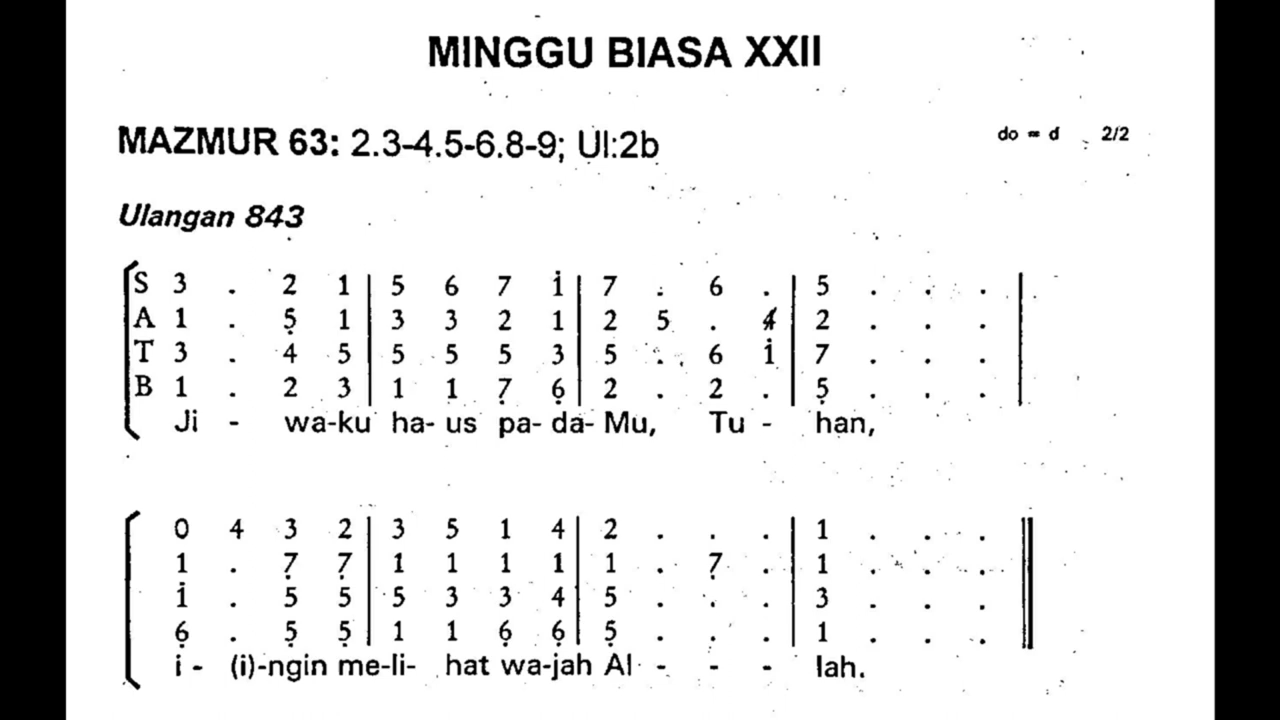 MINGGU BIASA XXII
MAZMUR 63: 2.3-4.5-6.8-9; Ul:2b
do = d 2/2
Ulangan 843
S 3 . 2 1 | 5 6 7 i | 7 . 6 . | 5 . . . |
A 1 . 5̣ 1 | 3 3 2 1 | 2 5 . 4 | 2 . . . |
T 3 . 4 5 | 5 5 5 3 | 5 . 6 i | 7 . . . |
B 1 . 2 3 | 1 1 7̣ 6̣ | 2 . 2 . | 5̣ . . . |
Ji - wa-ku ha- us pa- da- Mu, Tu - han,
0 4 3 2 | 3 5 1 4 | 2 . . . | 1 . . . ||
1 . 7̣ 7̣ | 1 1 1 1 | 1 . 7̣ . | 1 . . . ||
i . 5 5 | 5 3 3 4 | 5 . . . | 3 . . . ||
6̣ . 5̣ 5̣ | 1 1 6̣ 6̣ | 5̣ . . . | 1 . . . ||
i - (i)-ngin me-li- hat wa-jah Al - - - lah.